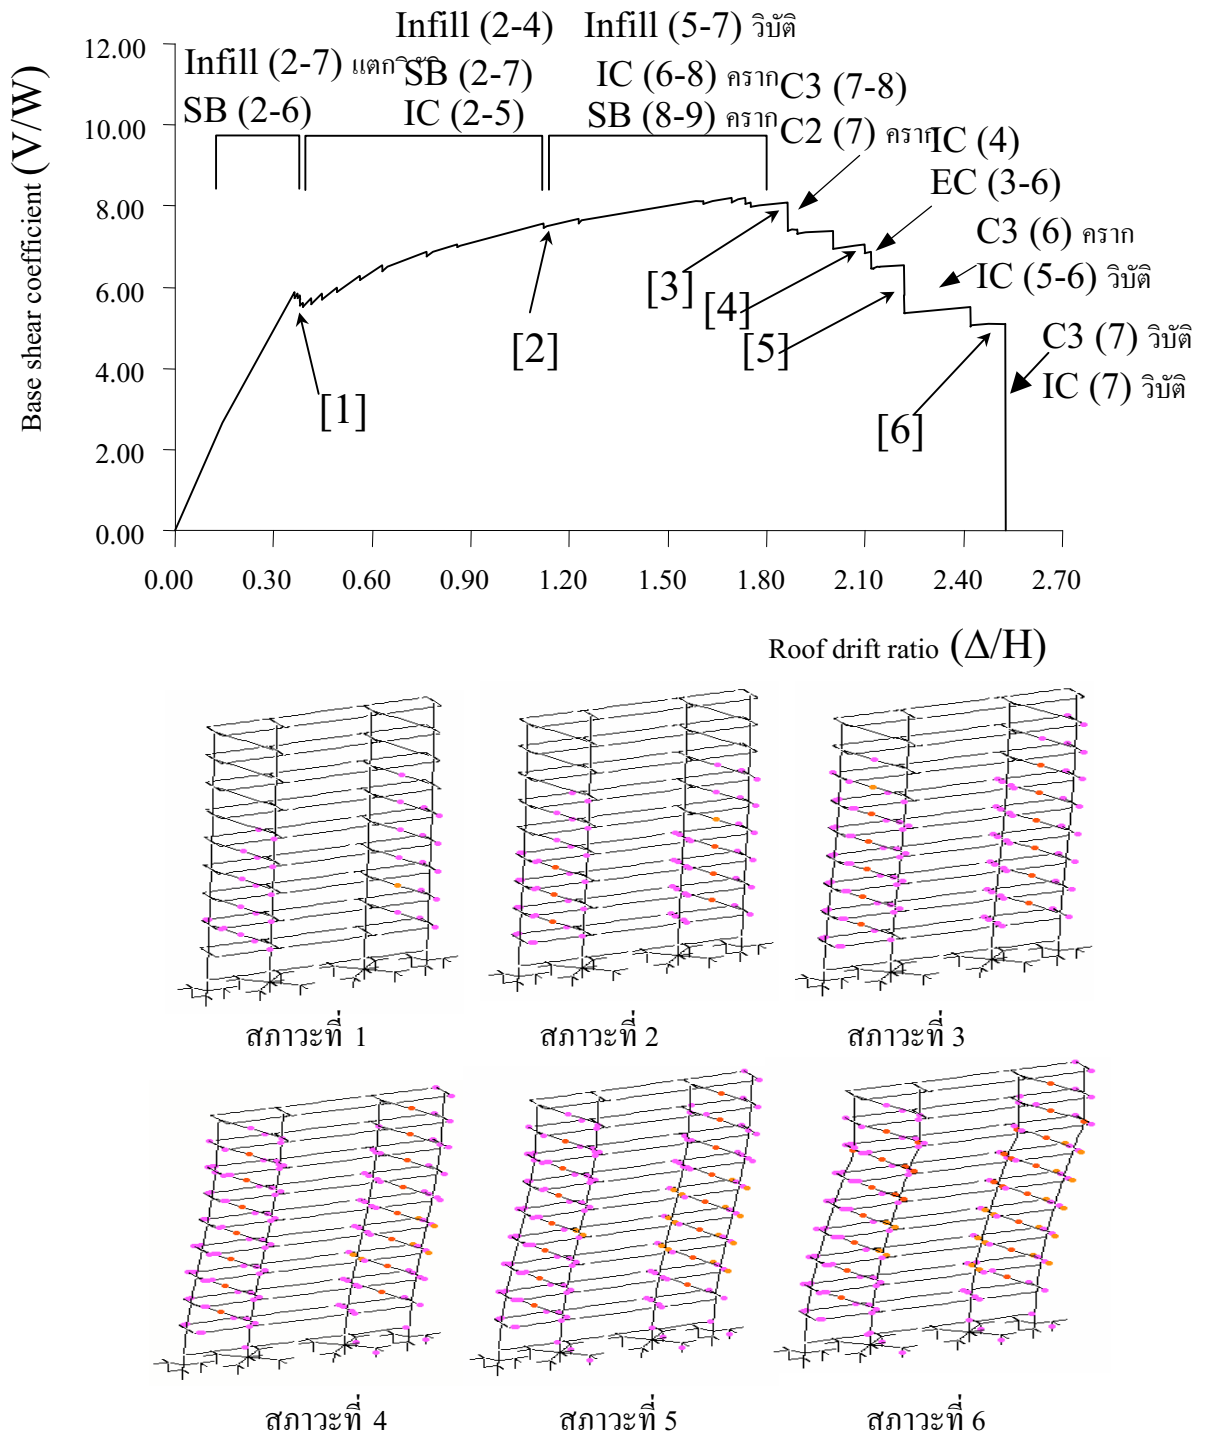 Infill (2-4)
Infill (5-7) วิบัติ
12.00
Infill (2-7) แตก
SB (2-7)
IC (6-8) คราก
C3 (7-8)
SB (2-6)
IC (2-5)
SB (8-9) คราก
C2 (7) คราก
IC (4)
10.00
EC (3-6)
8.00
C3 (6) คราก
IC (5-6) วิบัติ
[3]
[4]
6.00
[2]
[5]
C3 (7) วิบัติ
4.00
IC (7) วิบัติ
[1]
[6]
2.00
0.00
Base shear coefficient (V/W)
0.00 0.30 0.60 0.90 1.20 1.50 1.80 2.10 2.40 2.70
Roof drift ratio (Δ/H)
สภาวะที่ 1
สภาวะที่ 2
สภาวะที่ 3
สภาวะที่ 4
สภาวะที่ 5
สภาวะที่ 6